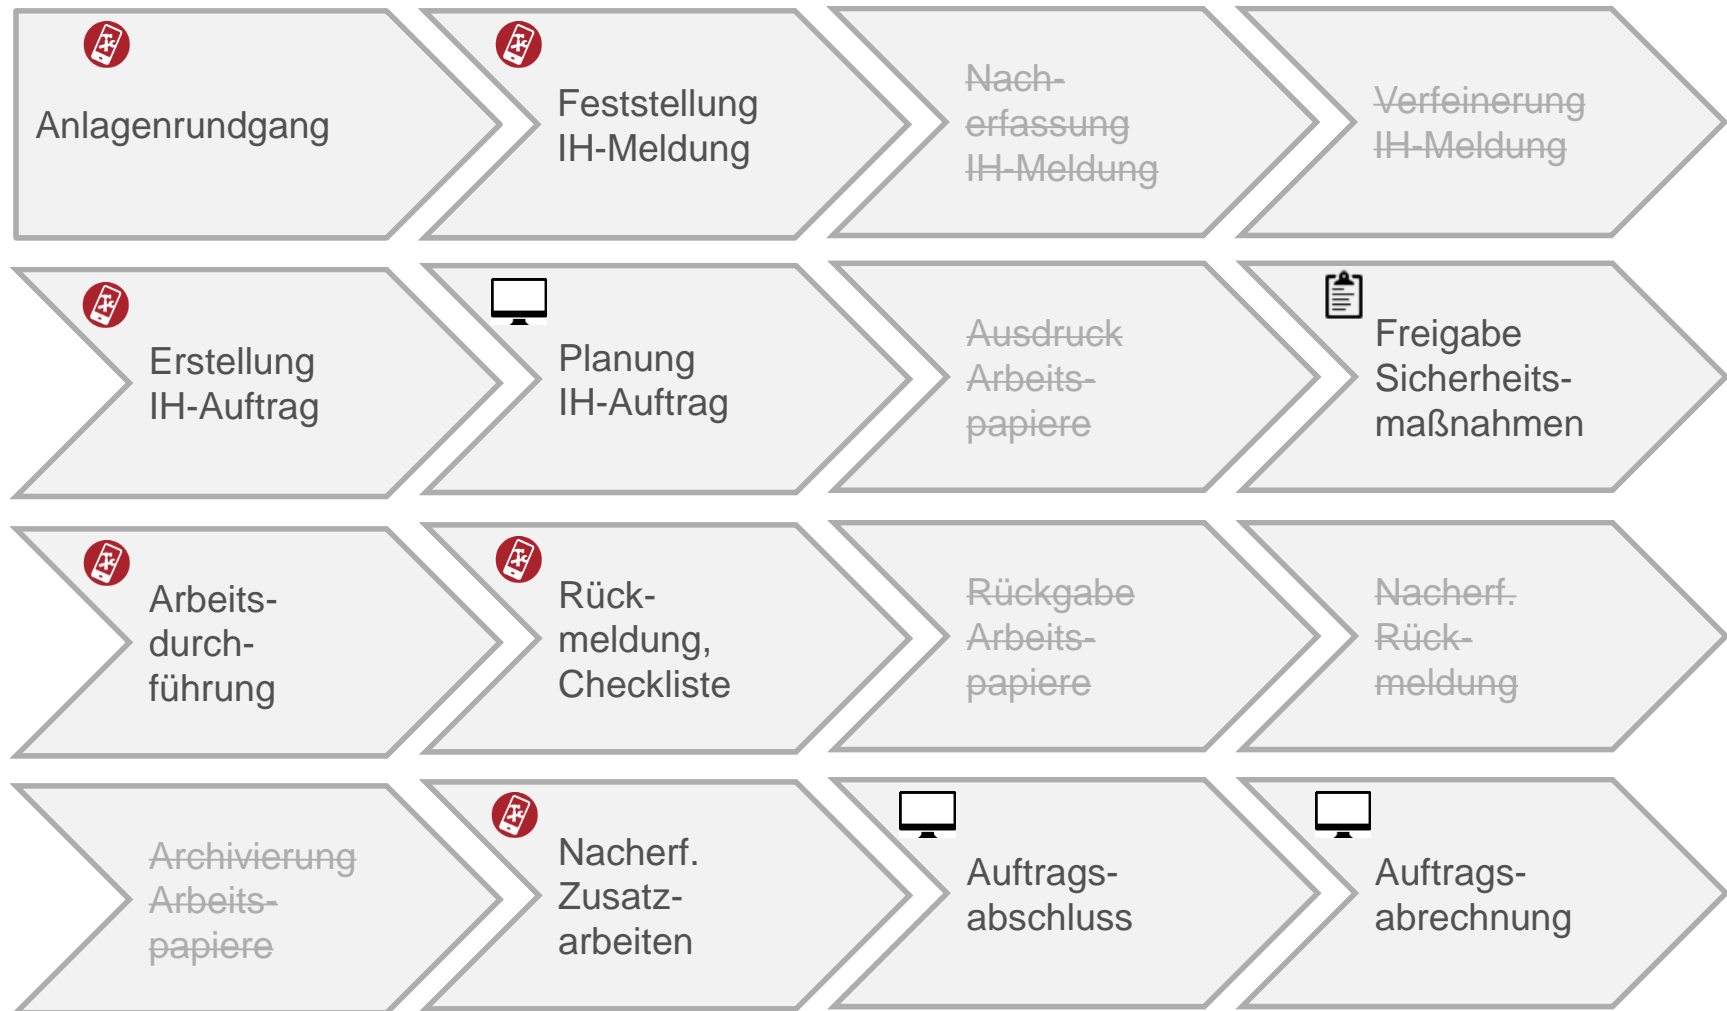 Anlagenrundgang
Feststellung
IH-Meldung
Nach-
erfassung
IH-Meldung
Verfeinerung
IH-Meldung
Erstellung
IH-Auftrag
Planung
IH-Auftrag
Ausdruck
Arbeits-
papiere
Freigabe
Sicherheits-
maßnahmen
Arbeits-
durch-
führung
Rück-
meldung,
Checkliste
Rückgabe
Arbeits-
papiere
Nacherf.
Rück-
meldung
Archivierung
Arbeits-
papiere
Nacherf.
Zusatz-
arbeiten
Auftrags-
abschluss
Auftrags-
abrechnung